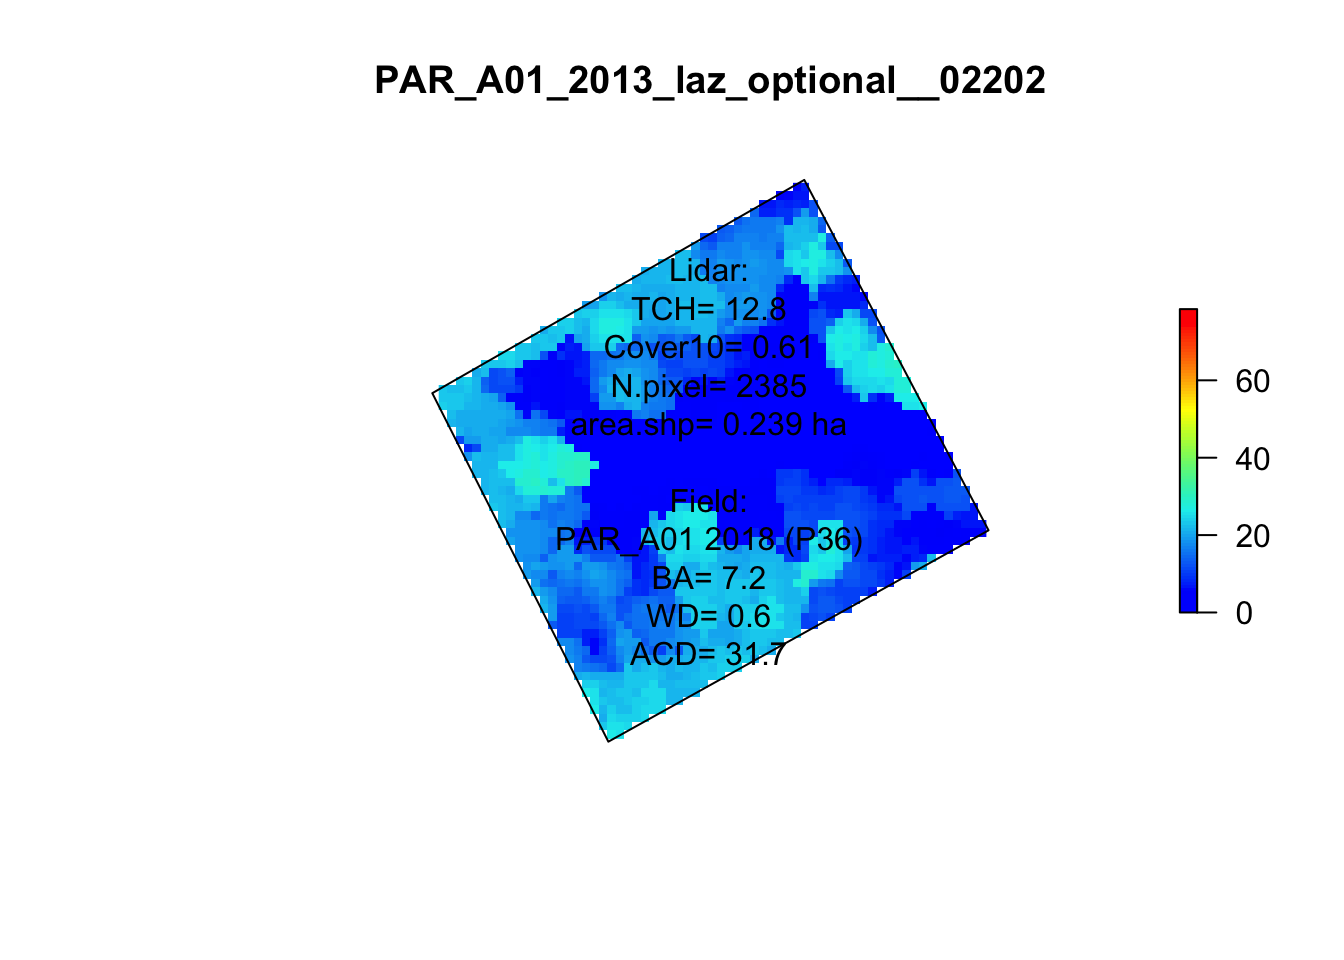 PAR_A01_2013_laz_optional__02202
Lidar:
TCH= 12.8
Cover10= 0.61
N.pixel= 2385
area.shp= 0.239 ha
Field:
PAR_A01 2018 (P36)
BA= 7.2
WD= 0.6
ACD= 31.7
60
40
20
0